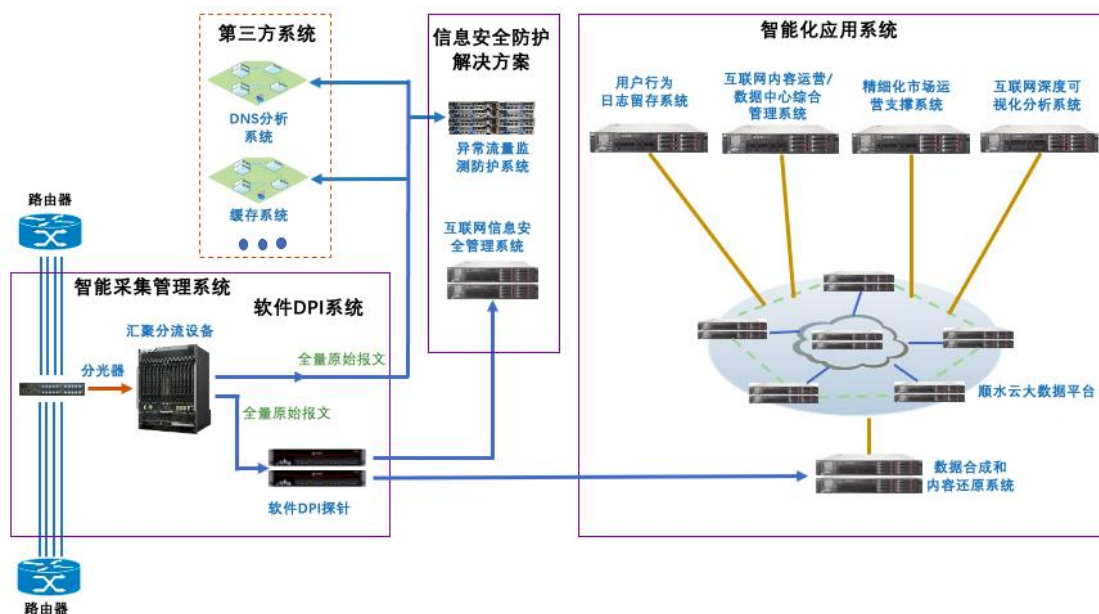 第三方系统
DNS分析
系统
缓存系统
信息安全防护
解决方案
异常流量监
测防护系统
互联网信息安
全管理系统
智能化应用系统
用户行为
日志留存系统
互联网内容运营/
数据中心综合
管理系统
精细化市场运
营支撑系统
互联网深度可
视化分析系统
顺水云大数据平台
数据合成和
内容还原系统
路由器
智能采集管理系统
软件DPI系统
汇聚分流设备
分光器
全量原始报文
全量原始报文
软件DPI探针
路由器